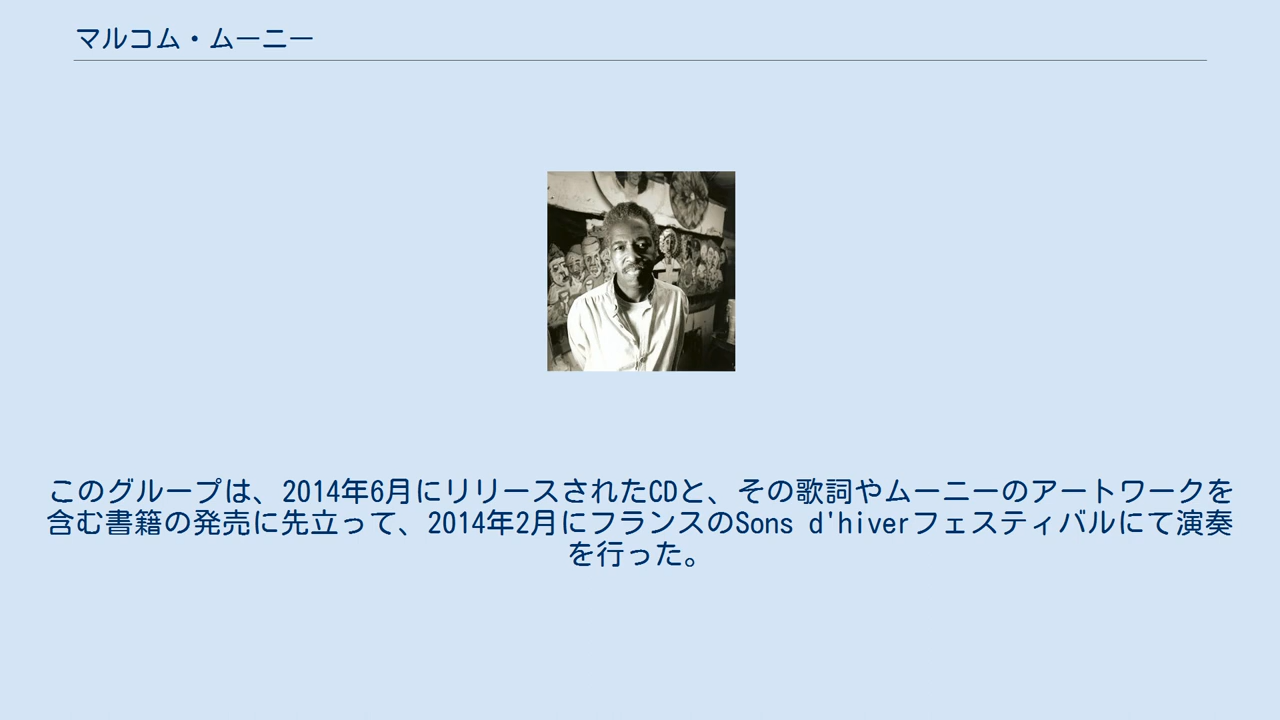 マルコム・ムーニー
このグループは、2014年6月にリリースされたCDと、その歌詞やムーニーのアートワークを
含む書籍の発売に先立って、2014年2月にフランスのSons d'hiverフェスティバルにて演奏
を行った。